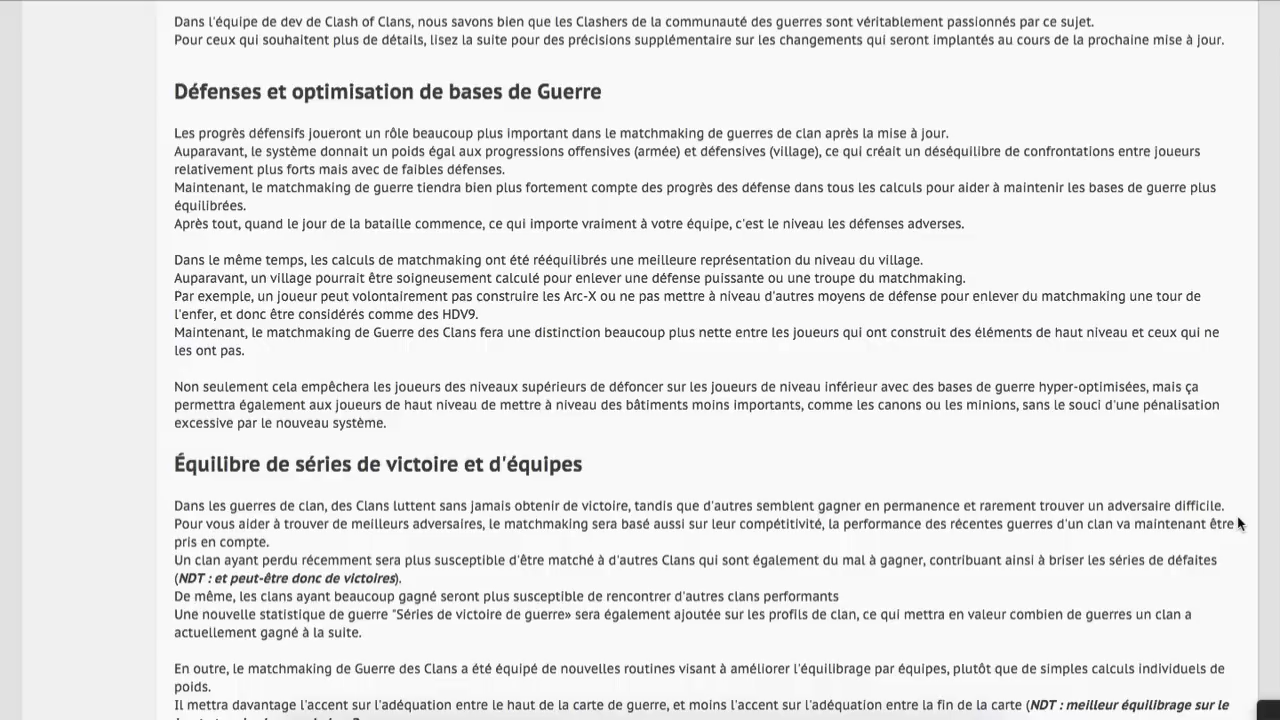 Dans l'équipe de dev de Clash of Clans, nous savons bien que les Clashers de la communauté des guerres sont véritablement passionnés par ce sujet.
Pour ceux qui souhaitent plus de détails, lisez la suite pour des précisions supplémentaire sur les changements qui seront implantés au cours de la prochaine mise à jour.
Défenses et optimisation de bases de Guerre
Les progrès défensifs joueront un rôle beaucoup plus important dans le matchmaking de guerres de clan après la mise à jour.
Auparavant, le système donnait un poids égal aux progressions offensives (armée) et défensives (village), ce qui créait un déséquilibre de confrontations entre joueurs
relativement plus forts mais avec de faibles défenses.
Maintenant, le matchmaking de guerre tiendra bien plus fortement compte des progrès des défense dans tous les calculs pour aider à maintenir les bases de guerre plus
équilibrées.
Après tout, quand le jour de la bataille commence, ce qui importe vraiment à votre équipe, c'est le niveau les défenses adverses.
Dans le même temps, les calculs de matchmaking ont été rééquilibrés une meilleure représentation du niveau du village.
Auparavant, un village pourrait être soigneusement calculé pour enlever une défense puissante ou une troupe du matchmaking.
Par exemple, un joueur peut volontairement pas construire les Arc-X ou ne pas mettre à niveau d'autres moyens de défense pour enlever du matchmaking une tour de
l'enfer, et donc être considérés comme des HDV9.
Maintenant, le matchmaking de Guerre des Clans fera une distinction beaucoup plus nette entre les joueurs qui ont construit des éléments de haut niveau et ceux qui ne
les ont pas.
Non seulement cela empêchera les joueurs des niveaux supérieurs de défoncer sur les joueurs de niveau inférieur avec des bases de guerre hyper-optimisées, mais ça
permettra également aux joueurs de haut niveau de mettre à niveau des bâtiments moins importants, comme les canons ou les minions, sans le souci d'une pénalisation
excessive par le nouveau système.
Équilibre de séries de victoire et d'équipes
Dans les guerres de clan, des Clans luttent sans jamais obtenir de victoire, tandis que d'autres semblent gagner en permanence et rarement trouver un adversaire difficile.
Pour vous aider à trouver de meilleurs adversaires, le matchmaking sera basé aussi sur leur compétitivité, la performance des récentes guerres d'un clan va maintenant être
pris en compte.
Un clan ayant perdu récemment sera plus susceptible d'être matché à d'autres Clans qui sont également du mal à gagner, contribuant ainsi à briser les séries de défaites
(NDT : et peut-être donc de victoires).
De même, les clans ayant beaucoup gagné seront plus susceptible de rencontrer d'autres clans performants
Une nouvelle statistique de guerre "Séries de victoire de guerre» sera également ajoutée sur les profils de clan, ce qui mettra en valeur combien de guerres un clan a
actuellement gagné à la suite.
En outre, le matchmaking de Guerre des Clans a été équipé de nouvelles routines visant à améliorer l'équilibrage par équipes, plutôt que de simples calculs individuels de
poids.
Il mettra davantage l'accent sur l'adéquation entre le haut de la carte de guerre, et moins l'accent sur l'adéquation entre la fin de la carte (NDT : meilleur équilibrage sur le